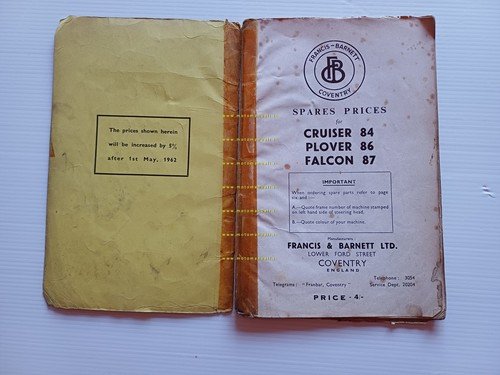 The prices shown herein
will be increased by 5%
after 1st May, 1962
FRANCIS-BARNETT
FB
COVENTRY
SPARES PRICES
for
CRUISER 84
PLOVER 86
FALCON 87
IMPORTANT
When ordering spare parts refer to page
six and :—
A.—Quote frame number of machine stamped
on left hand side of steering head.
B.—Quote colour of your machine.
Manufacturers
FRANCIS & BARNETT LTD.
LOWER FORD STREET
COVENTRY
ENGLAND
Telephone: 3054
Telegrams: "Franbar, Coventry" Service Dept. 20204
PRICE - 4/-